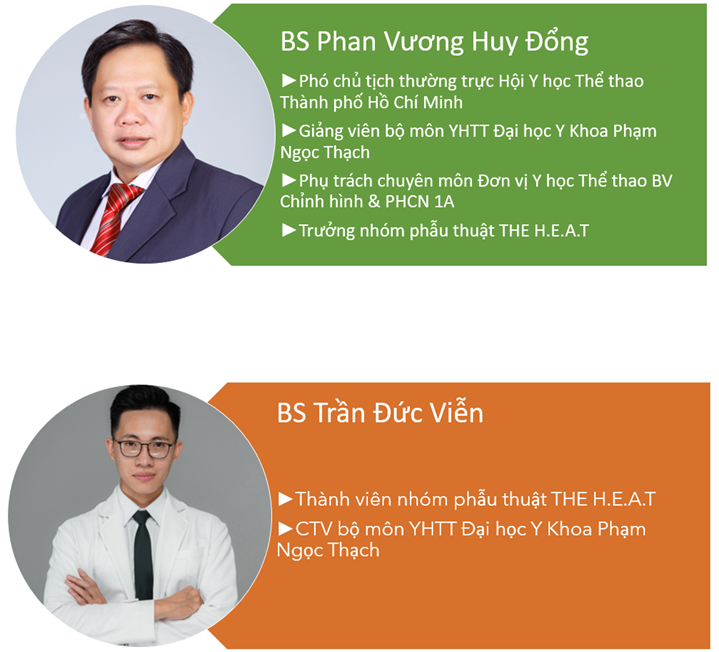 BS Phan Vương Huy Đổng
►Phó chủ tịch thường trực Hội Y học Thể thao
Thành phố Hồ Chí Minh
►Giảng viên bộ môn YHTT Đại học Y Khoa Phạm
Ngọc Thạch
►Phụ trách chuyên môn Đơn vị Y học Thể thao BV
Chỉnh hình & PHCN 1A
►Trưởng nhóm phẫu thuật THE H.E.A.T
BS Trần Đức Viễn
►Thành viên nhóm phẫu thuật THE H.E.A.T
►CTV bộ môn YHTT Đại học Y Khoa Phạm
Ngọc Thạch